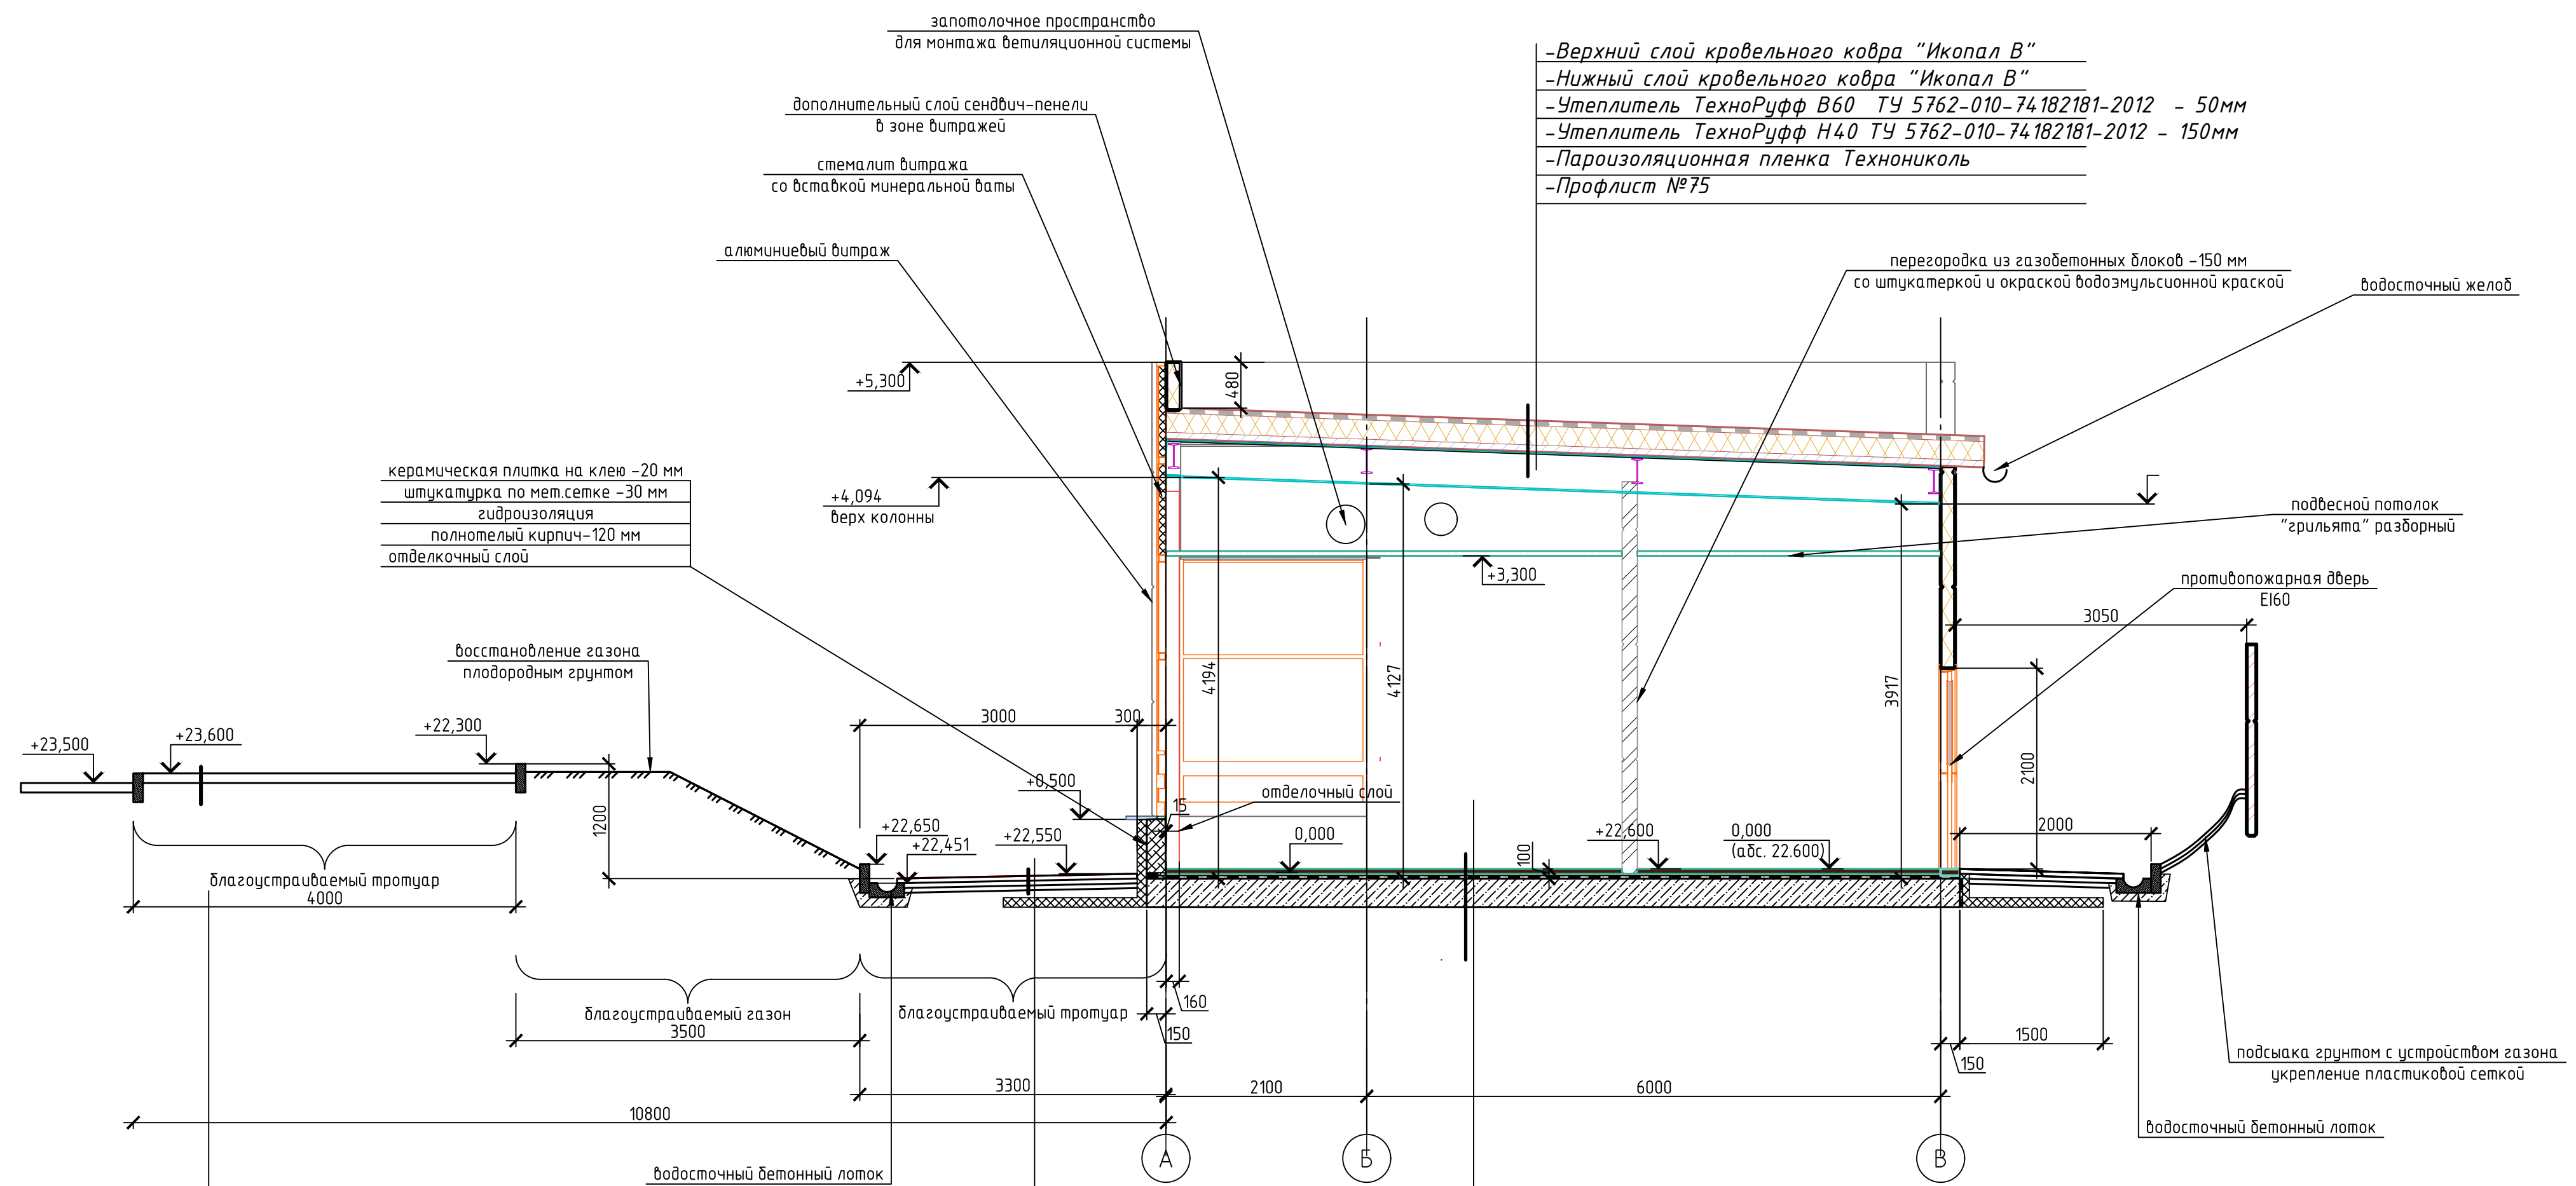 запотолочное пространство
для монтажа ветиляционной системы
-Верхний слой кровельного ковра "Икопал В"
-Нижный слой кровельного ковра "Икопал В"
-Утеплитель ТехноРуфф В60 ТУ 5762-010-74182181-2012 - 50мм
-Утеплитель ТехноРуфф Н40 ТУ 5762-010-74182181-2012 - 150мм
-Пароизоляционная пленка Технониколь
-Профлист №75
дополнительный слой сендвич-пенели
в зоне витражей
стемалит витража
со вставкой минеральной ваты
алюминиевый витраж
перегородка из газобетонных блоков -150 мм
со штукатеркой и окраской водоэмульсионной краской
водосточный желоб
+5,300
480
керамическая плитка на клею -20 мм
штукатурка по мет.сетке -30 мм
гидроизоляция
полнотелый кирпич-120 мм
отделкочный слой
+4,094
верх колонны
подвесной потолок
"грильята" разборный
+3,300
противопожарная дверь
EI60
3050
восстановление газона
плодородным грунтом
4194
4127
3917
3000
300
+22,300
+23,600
+23,500
2100
+0,500
15
отделочный слой
1200
+22,650
+22,451
+22,550
0,000
100
+22,600
0,000
(абс. 22.600)
2000
благоустраиваемый тротуар
4000
160
150
благоустраиваемый газон
3500
благоустраиваемый тротуар
1500
150
подсыака грунтом с устройством газона
укрепление пластиковой сеткой
3300
2100
6000
10800
водосточный бетонный лоток
А
Б
В
водосточный бетонный лоток